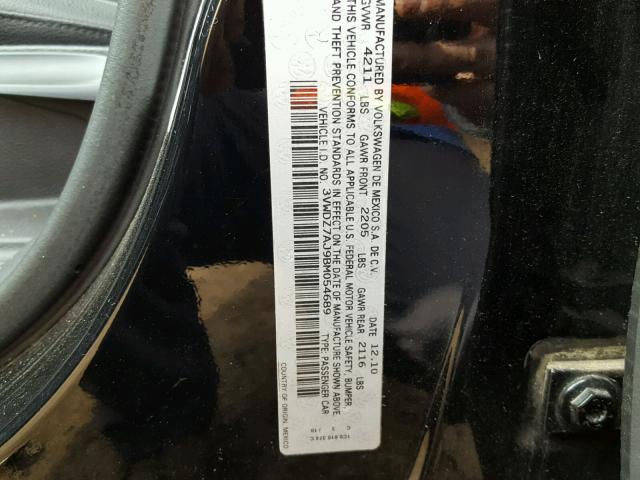 MANUFACTURED BY VOLKSWAGEN DE MEXICO S.A. DE C.V. DATE 12.10
GVWR 4211 LBS GAWR FRONT 2205 LBS GAWR REAR 2116 LBS
THIS VEHICLE CONFORMS TO ALL APPLICABLE U.S. FEDERAL MOTOR VEHICLE SAFETY, BUMPER
AND THEFT PREVENTION STANDARDS IN EFFECT ON THE DATE OF MANUFACTURE SHOWN ABOVE.
VEHICLE I.D. NO. 3VWDZ7AJ9BM054689 TYPE: PASSENGER CAR
COUNTRY OF ORIGIN, MEXICO